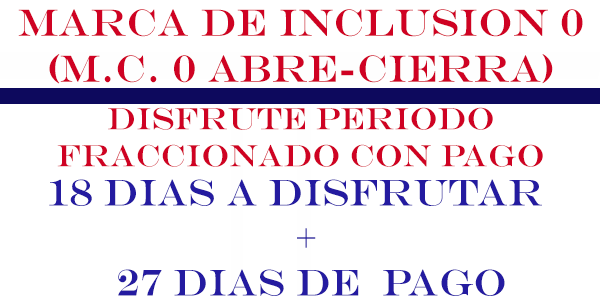 MARCA DE INCLUSION 0
(M.C. 0 ABRE-CIERRA)
DISFRUTE PERIODO
FRACCIONADO CON PAGO
18 DIAS A DISFRUTAR
+
27 DIAS DE PAGO